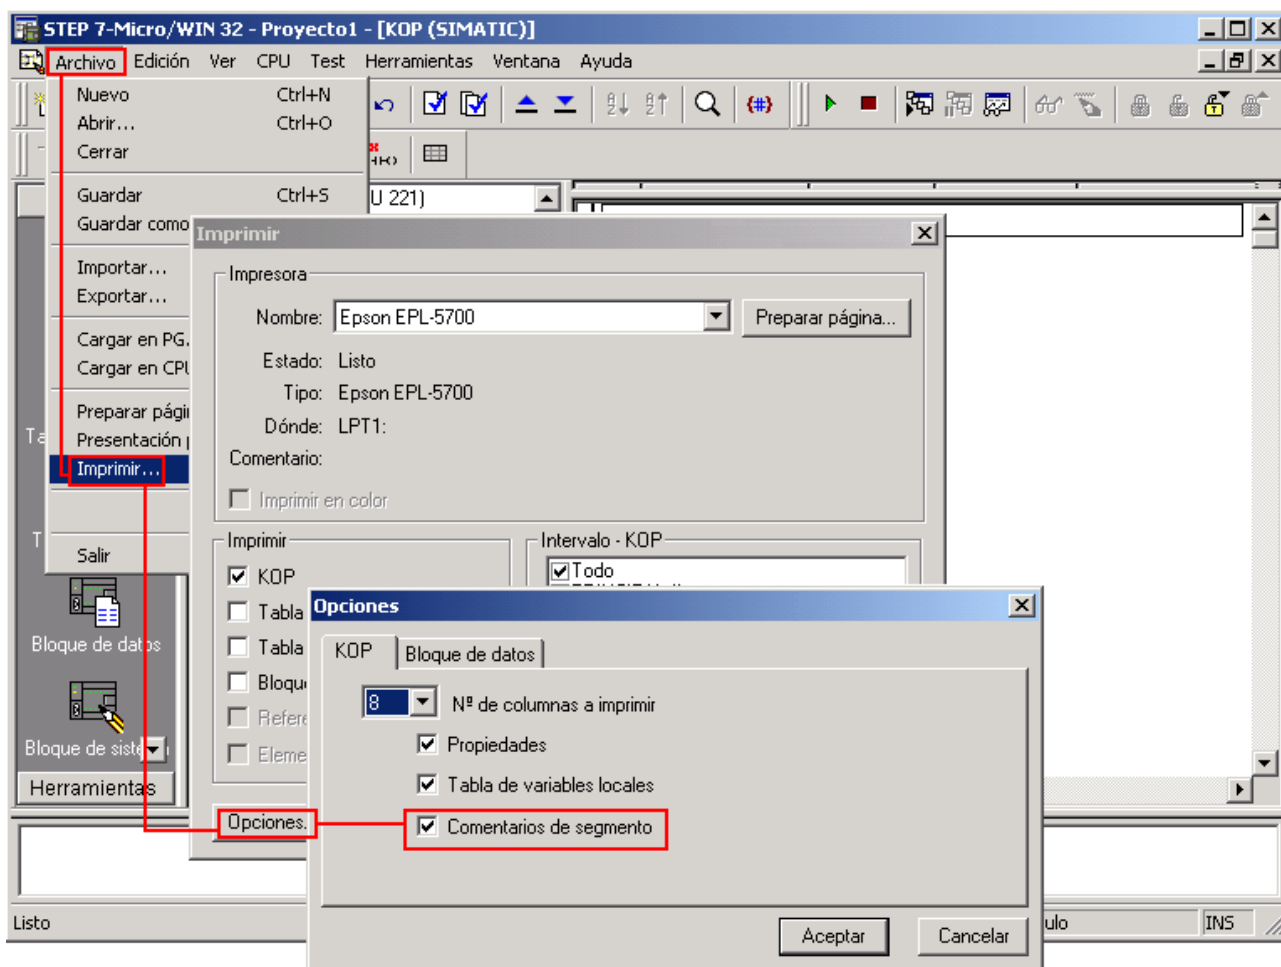 STEP 7-Micro/WIN 32 - Proyecto1 - [KOP (SIMATIC)]
Archivo Edición Ver CPU Test Herramientas Ventana Ayuda
Nuevo Ctrl+N
Abrir... Ctrl+O
Cerrar
Guardar Ctrl+S
Guardar como
Importar...
Exportar...
Cargar en PG.
Cargar en CPU
Preparar pági
Presentación
Imprimir...
Salir
U 221)
Bloque de datos
Bloque de
Herramientas
Imprimir
Impresora
Nombre: Epson EPL-5700 Preparar página...
Estado: Listo
Tipo: Epson EPL-5700
Dónde: LPT1:
Comentario:
Imprimir en color
Imprimir
KOP
Tabla
Tabla
Bloqu
Refere
Eleme
Opciones.
Intervalo - KOP
Todo
Opciones
KOP Bloque de datos
8 Nº de columnas a imprimir
Propiedades
Tabla de variables locales
Comentarios de segmento
Aceptar Cancelar
Listo ulo INS